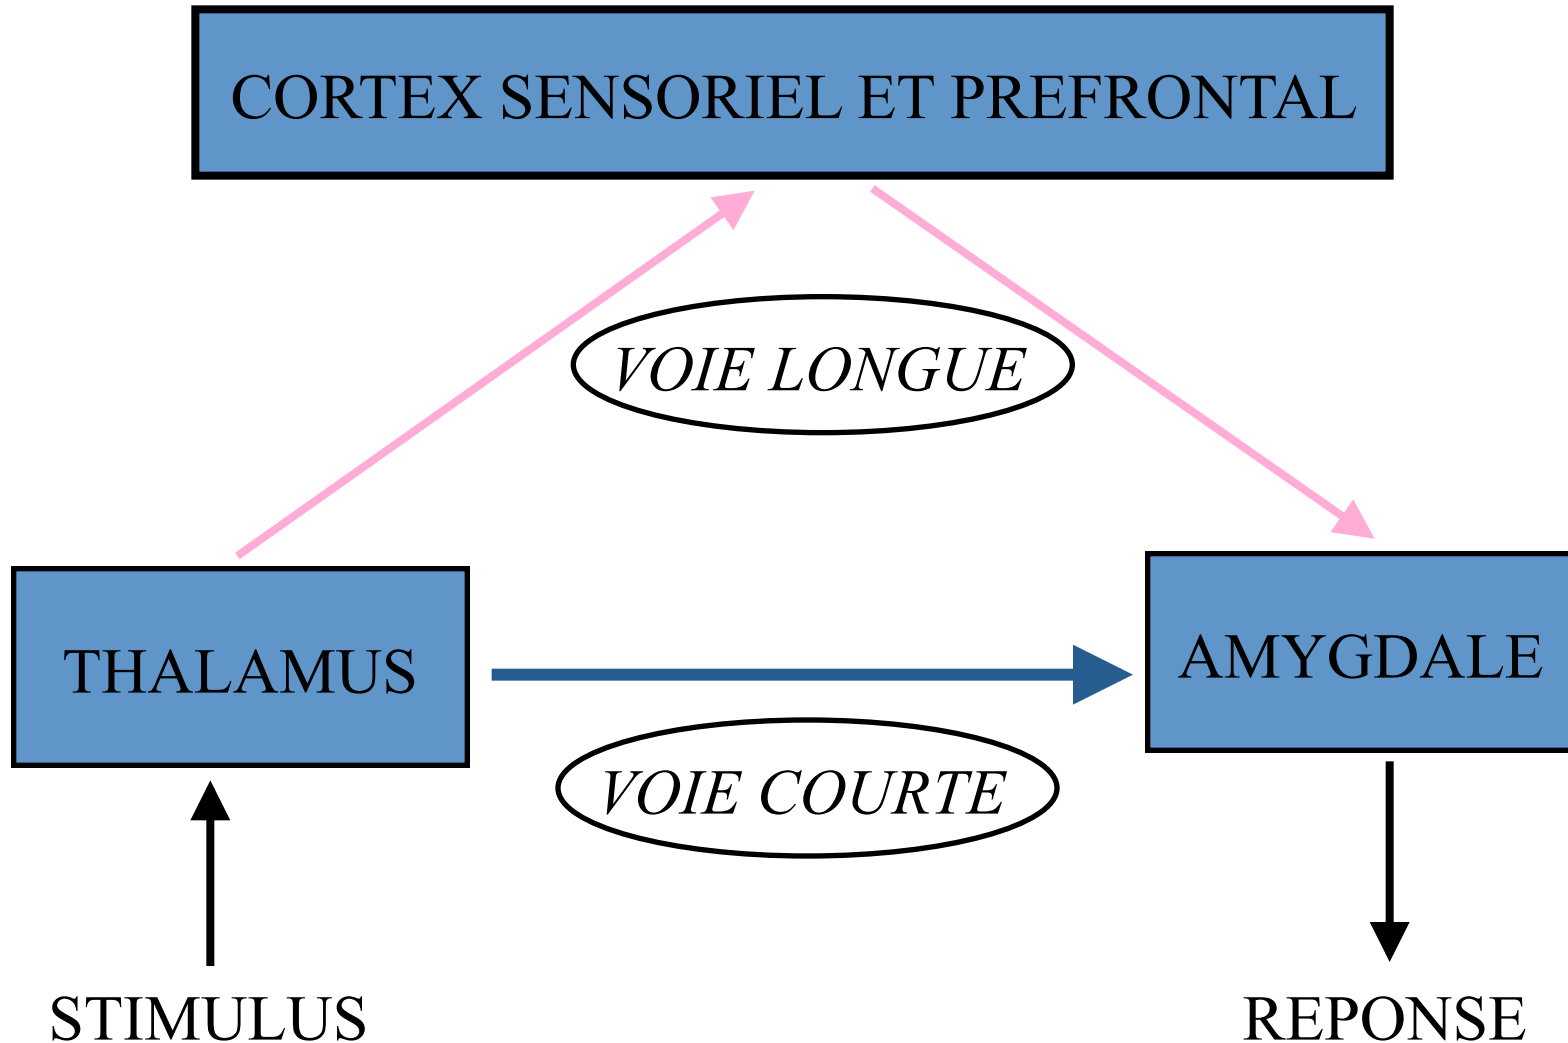 CORTEX SENSORIEL ET PREFRONTAL
VOIE LONGUE
THALAMUS
AMYGDALE
VOIE COURTE
STIMULUS
REPONSE